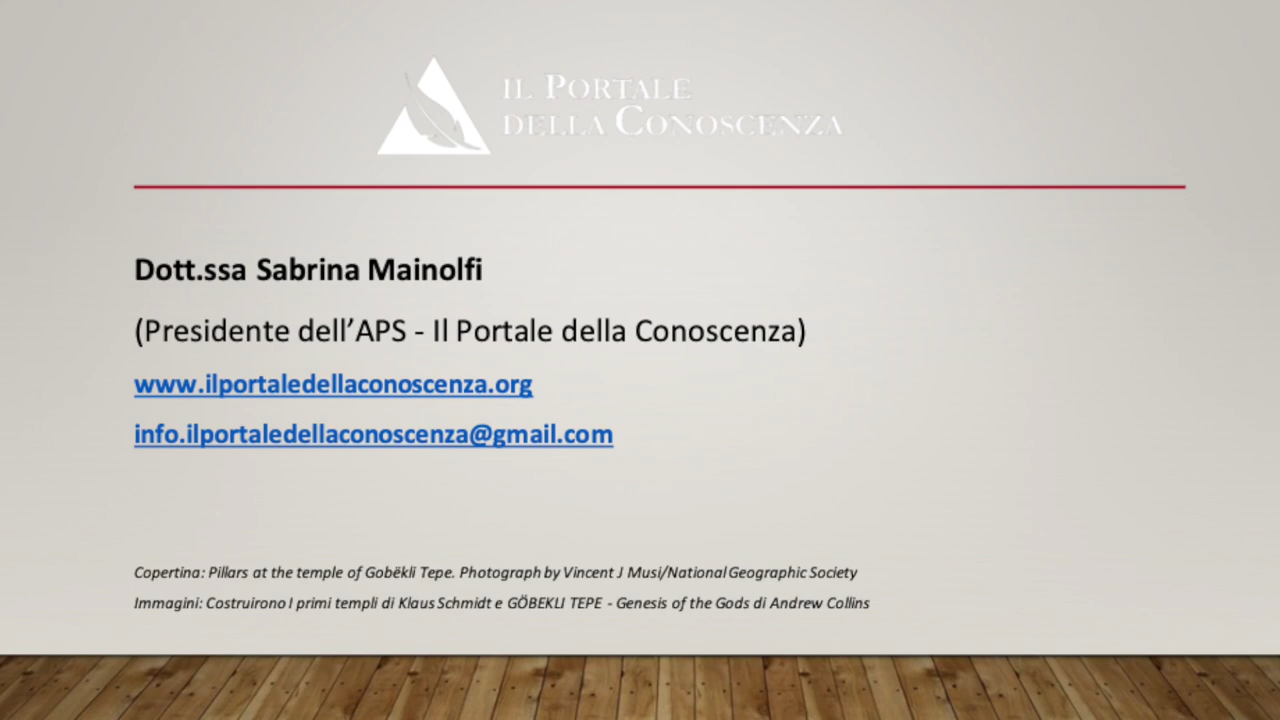 IL PORTALE
DELLA CONOSCENZA
Dott.ssa Sabrina Mainolfi
(Presidente dell’APS - Il Portale della Conoscenza)
www.ilportaledellaconoscenza.org
info.ilportaledellaconoscenza@gmail.com
Copertina: Pillars at the temple of Gobëkli Tepe. Photograph by Vincent J Musi/National Geographic Society
Immagini: Costruirono I primi templi di Klaus Schmidt e GÖBEKLI TEPE - Genesis of the Gods di Andrew Collins